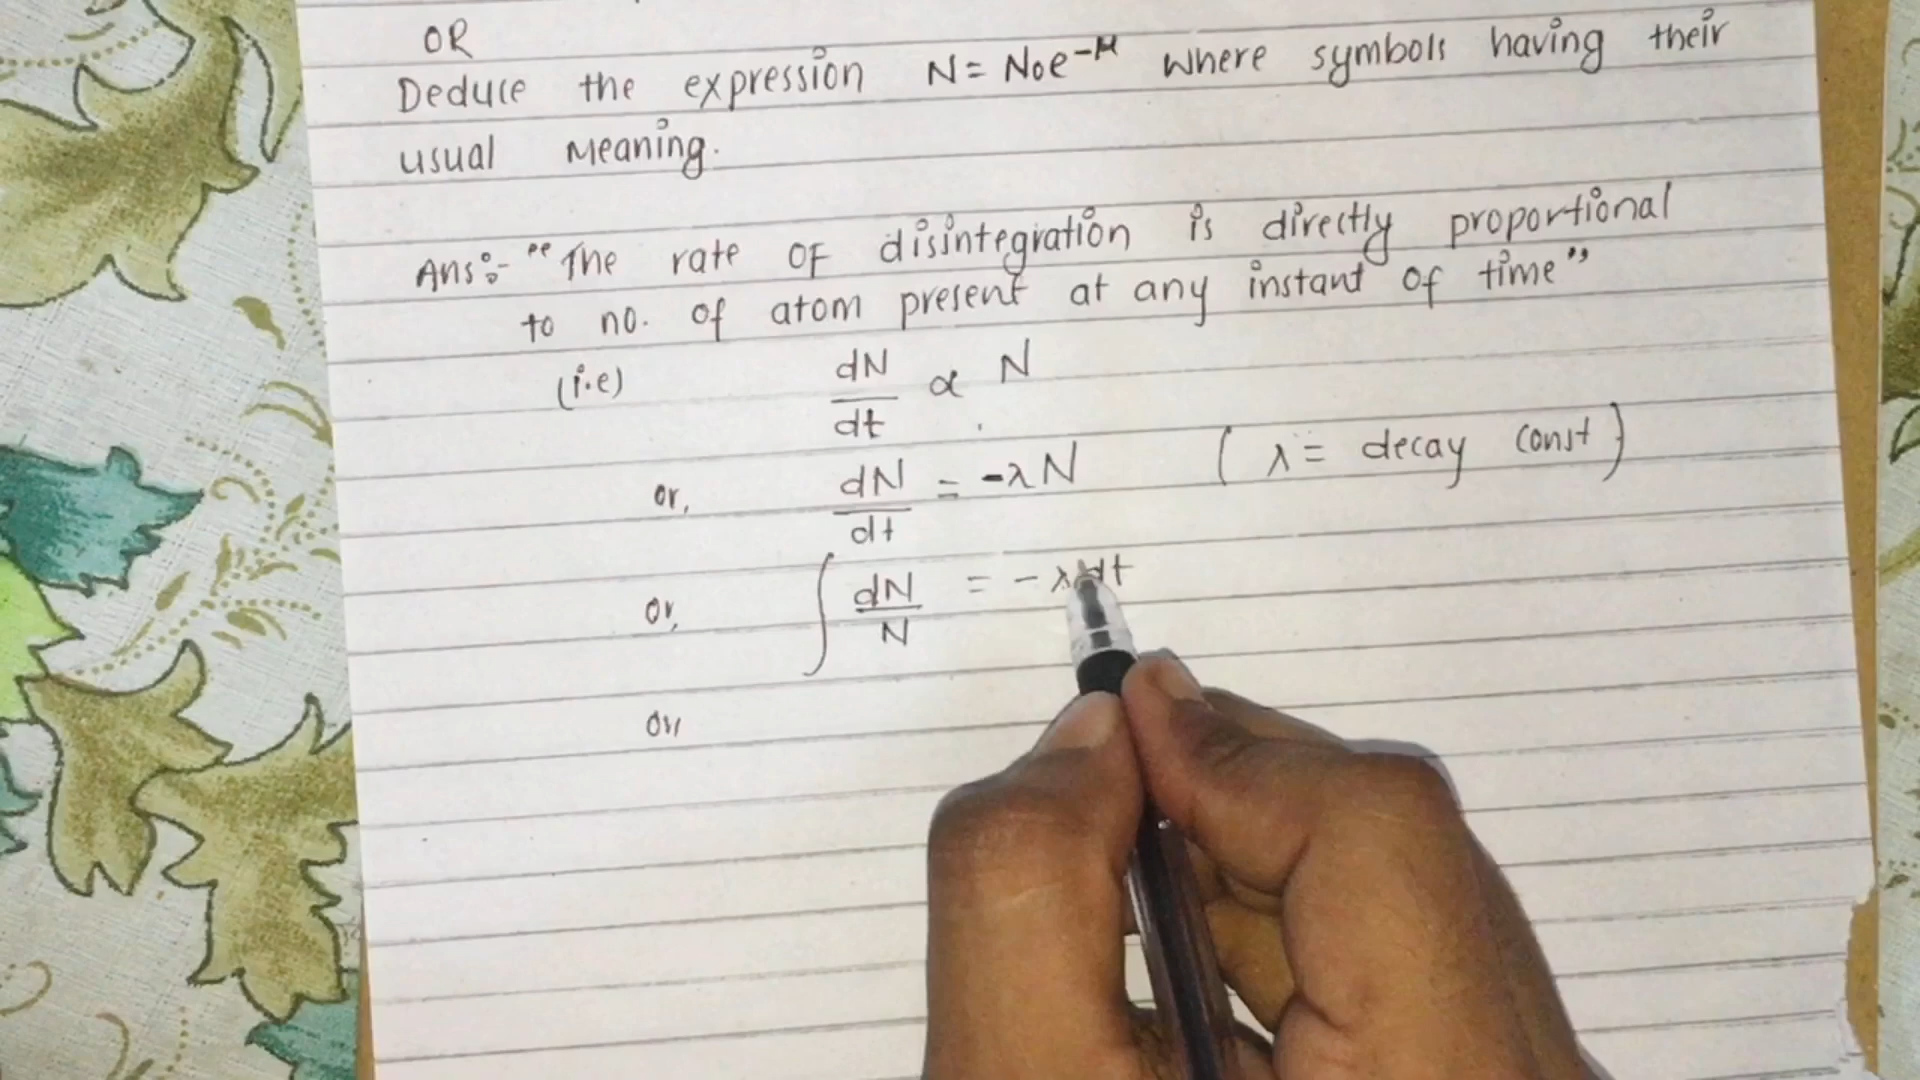 OR
Deduce the expression N = N₀e^-λt where symbols having their
usual meaning.
Ans:- "The rate of disintegration is directly proportional
to no. of atom present at any instant of time"
(i.e) dN/dt ∝ N
or, dN/dt = -λN (λ = decay const)
or, ∫ dN/N = -λ dt
or